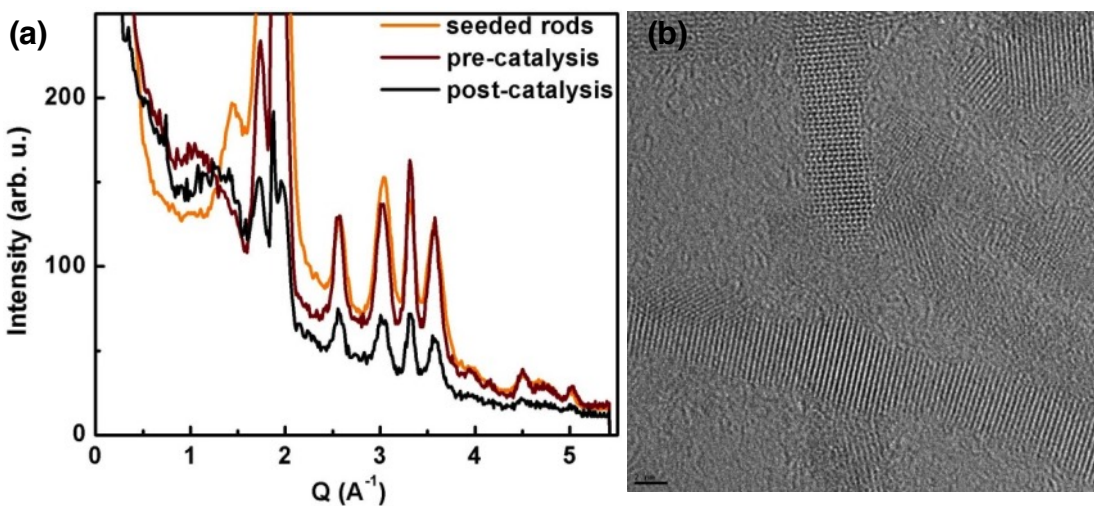 (a)
seeded rods
pre-catalysis
post-catalysis
200
100
0
Intensity (arb. u.)
0 1 2 3 4 5
Q (A⁻¹)
(b)